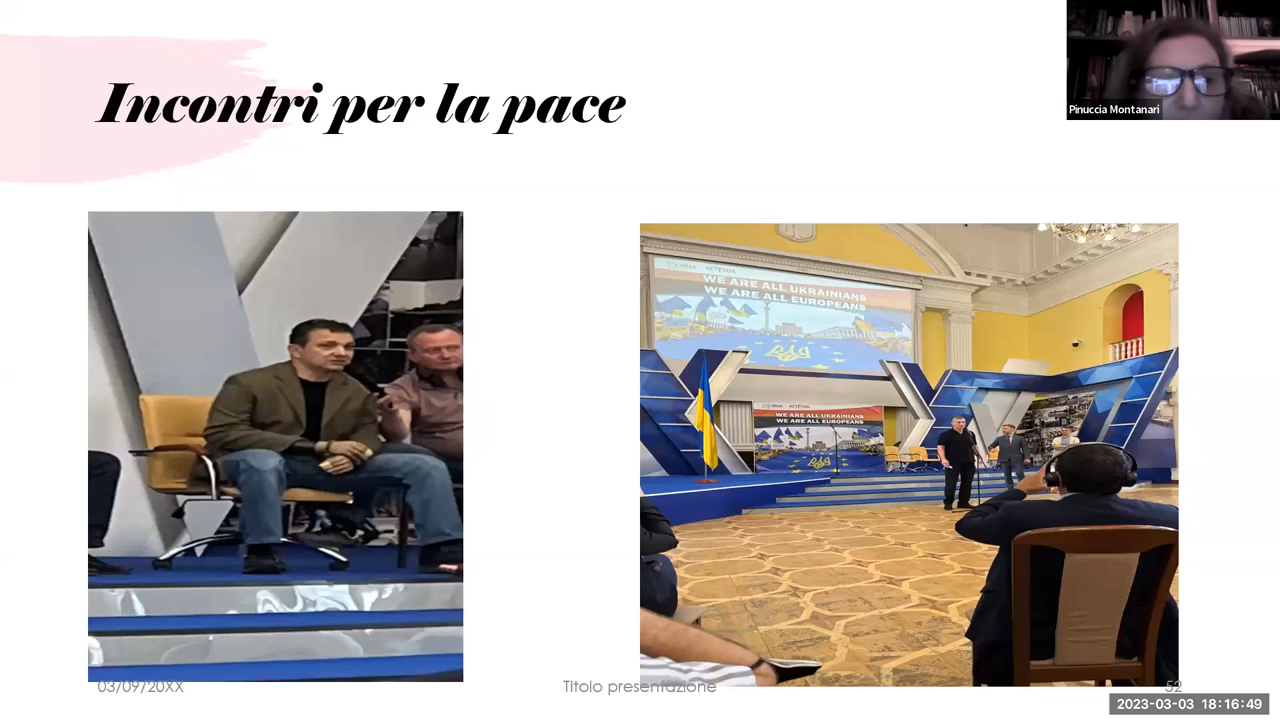 Incontri per la pace
Pinuccia Montanari
WE ARE ALL UKRAINIANS
WE ARE ALL EUROPEANS
WE ARE ALL UKRAINIANS
WE ARE ALL EUROPEANS
03/09/20XX
Titolo presentazione
52
2023-03-03 18:16:49